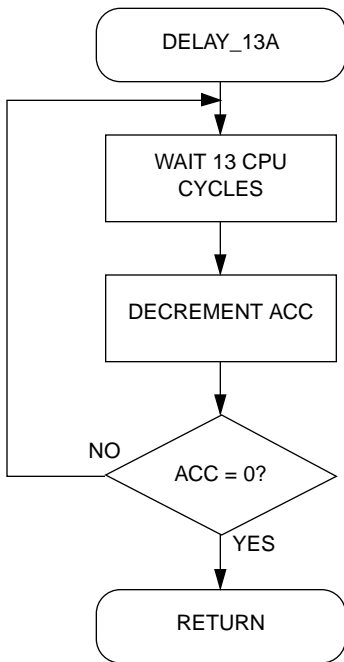 DELAY_13A
WAIT 13 CPU
CYCLES
DECREMENT ACC
NO
ACC = 0?
YES
RETURN